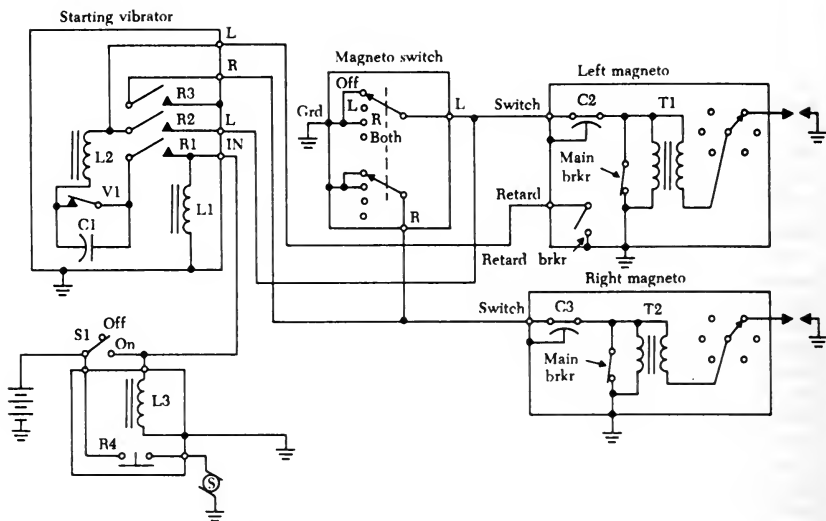 Starting vibrator
L
R
R3
R2
L
R1
IN
L2
V1
C1
L1
Magneto switch
Off
L
R
Both
Grd
L
R
Left magneto
Switch
C2
T1
Main
brkr
Retard
Retard brkr
Right magneto
Switch
C3
T2
Main
brkr
S1
Off
On
L3
R4
S